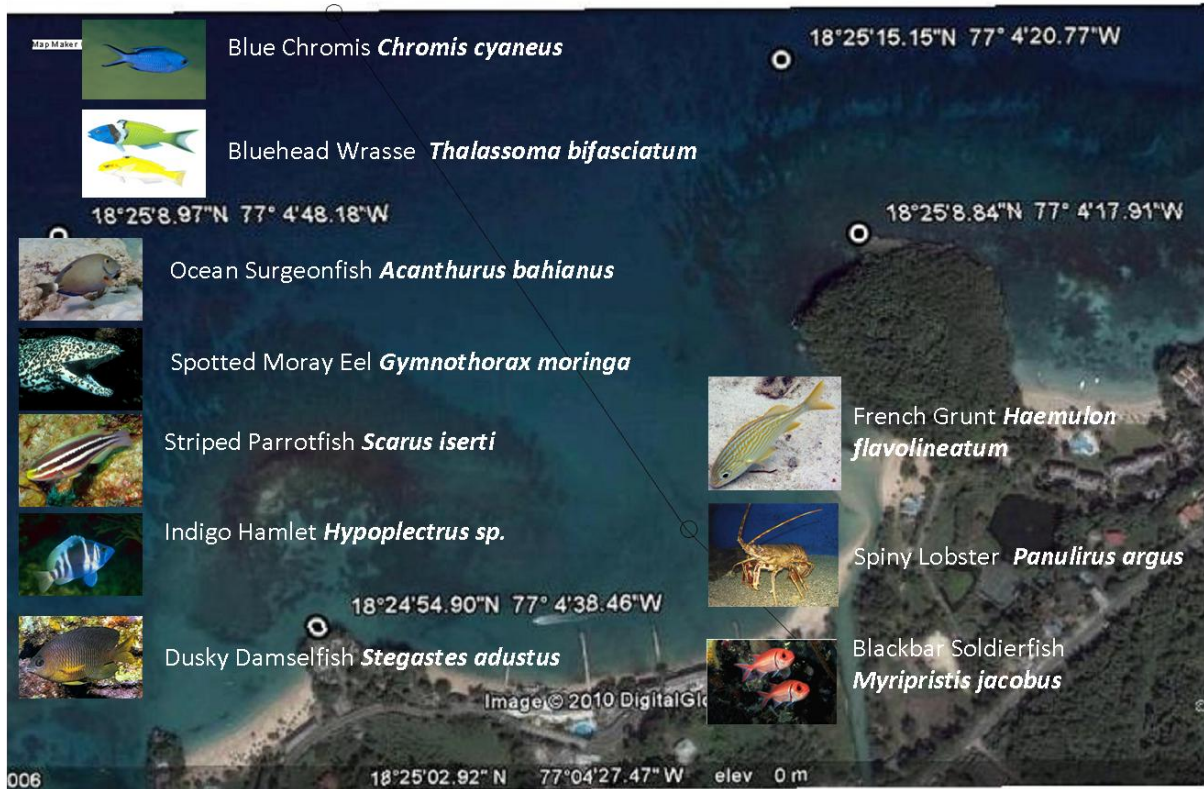 Map Maker
Blue Chromis Chromis cyaneus
18°25'15.15"N 77° 4'20.77"W
Bluehead Wrasse Thalassoma bifasciatum
18°25'8.97"N 77° 4'48.18"W
18°25'8.84"N 77° 4'17.91"W
Ocean Surgeonfish Acanthurus bahianus
Spotted Moray Eel Gymnothorax moringa
Striped Parrotfish Scarus iserti
French Grunt Haemulon
flavolineatum
Indigo Hamlet Hypoplectrus sp.
Spiny Lobster Panulirus argus
18°24'54.90"N 77° 4'38.46"W
Dusky Damselfish Stegastes adustus
Blackbar Soldierfish
Myripristis jacobus
Image © 2010 DigitalGlo
006
18°25'02.92" N 77°04'27.47" W elev 0 m